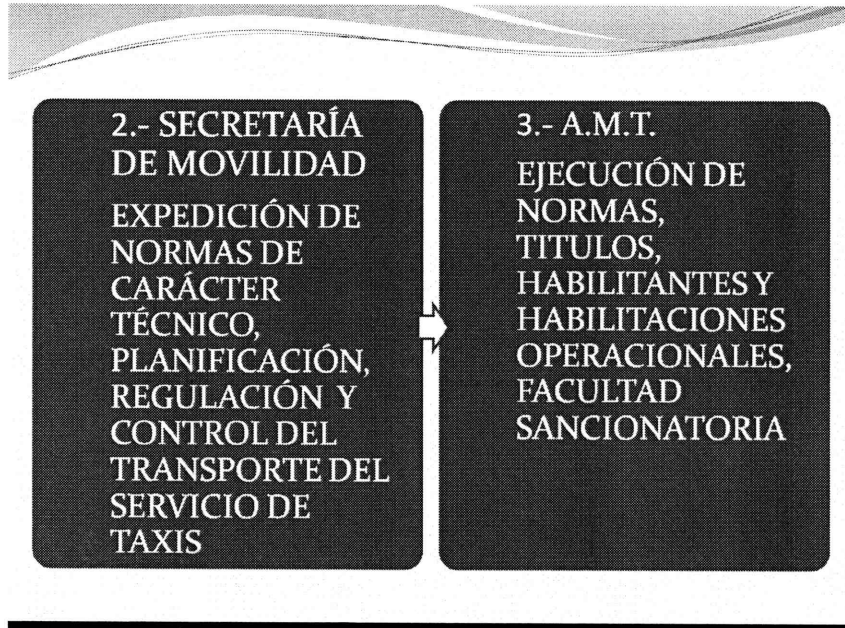 2.- SECRETARÍA
DE MOVILIDAD
EXPEDICIÓN DE
NORMAS DE
CARÁCTER
TÉCNICO,
PLANIFICACIÓN,
REGULACIÓN Y
CONTROL DEL
TRANSPORTE DEL
SERVICIO DE
TAXIS
3.- A.M.T.
EJECUCIÓN DE
NORMAS,
TITULOS,
HABILITANTES Y
HABILITACIONES
OPERACIONALES,
FACULTAD
SANCIONATORIA